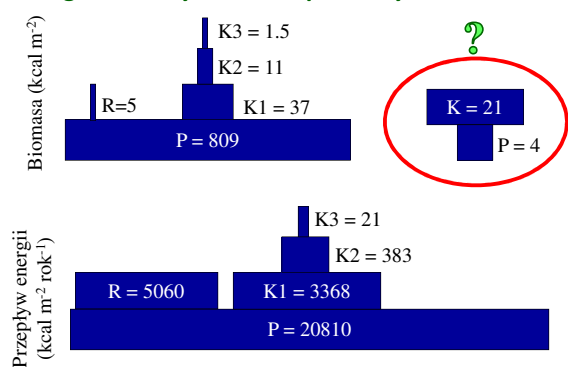 Biomasa (kcal m⁻²)
K3 = 1.5
K2 = 11
R=5
K1 = 37
P = 809
?
K = 21
P = 4
Przepływ energii
(kcal m⁻² rok⁻¹)
K3 = 21
K2 = 383
R = 5060
K1 = 3368
P = 20810